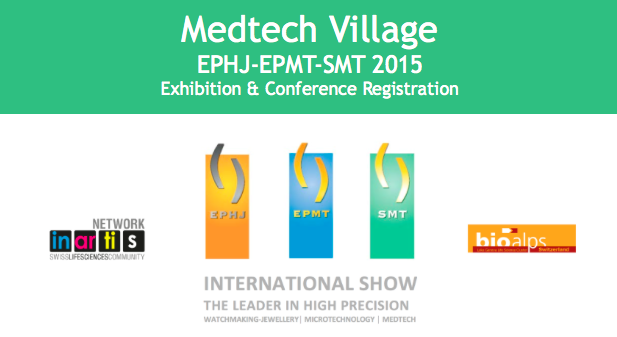 Medtech Village
EPHJ-EPMT-SMT 2015
Exhibition & Conference Registration
EPHJ
EPMT
SMT
NETWORK
inartis
SWISSLIFESCIENCESCOMMUNITY
bioalps
Switzerland
INTERNATIONAL SHOW
THE LEADER IN HIGH PRECISION
WATCHMAKING-JEWELLERY| MICROTECHNOLOGY | MEDTECH